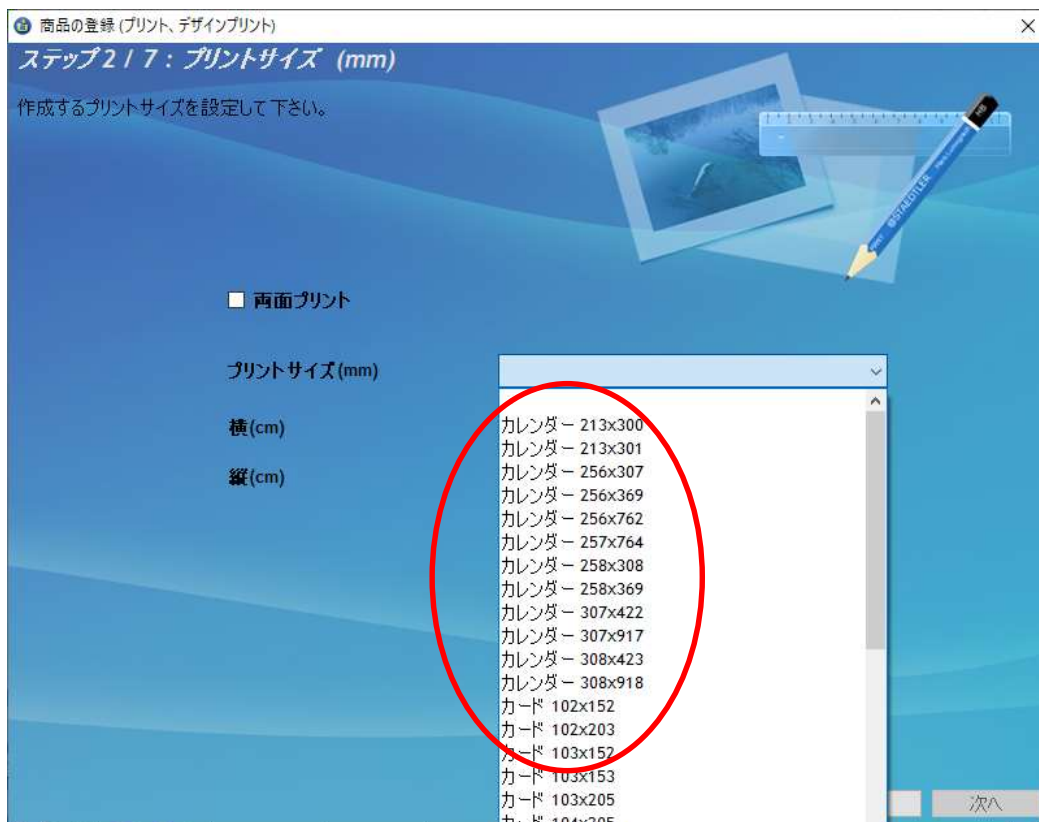 商品の登録 (プリント、デザインプリント)
ステップ2 / 7 : プリントサイズ (mm)
作成するプリントサイズを設定して下さい。
HB
STAEDTLER
両面プリント
プリントサイズ(mm)
横(cm)
縦(cm)
カレンダー 213x300
カレンダー 213x301
カレンダー 256x307
カレンダー 256x369
カレンダー 256x762
カレンダー 257x764
カレンダー 258x308
カレンダー 258x369
カレンダー 307x422
カレンダー 307x917
カレンダー 308x423
カレンダー 308x918
カード 102x152
カード 102x203
カード 103x152
カード 103x153
カード 103x205
カード 104x205
次へ